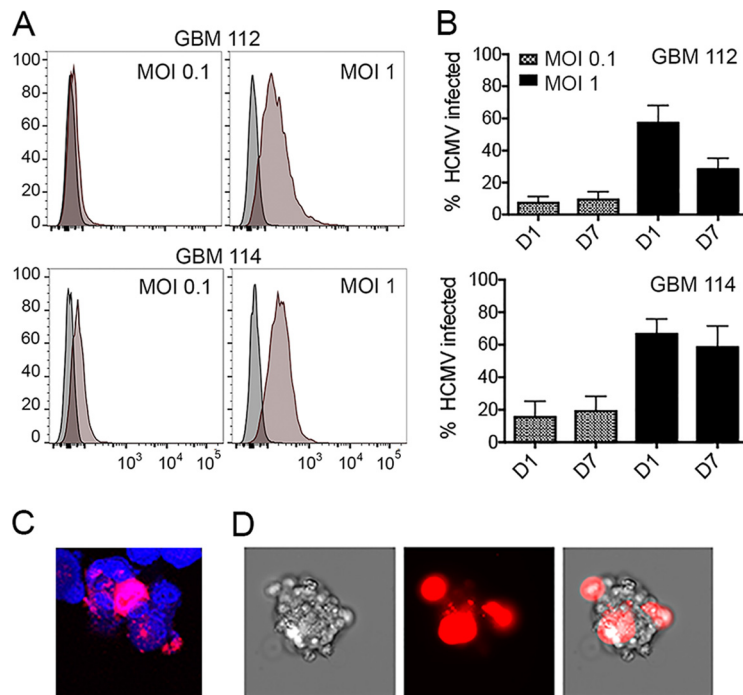 A
GBM 112
MOI 0.1
MOI 1
100
80
60
40
20
0
GBM 114
MOI 0.1
MOI 1
100
80
60
40
20
0
10³ 10⁴ 10⁵
10³ 10⁴ 10⁵
B
GBM 112
MOI 0.1
MOI 1
% HCMV infected
100
80
60
40
20
0
D1 D7 D1 D7
GBM 114
% HCMV infected
100
80
60
40
20
0
D1 D7 D1 D7
C
D